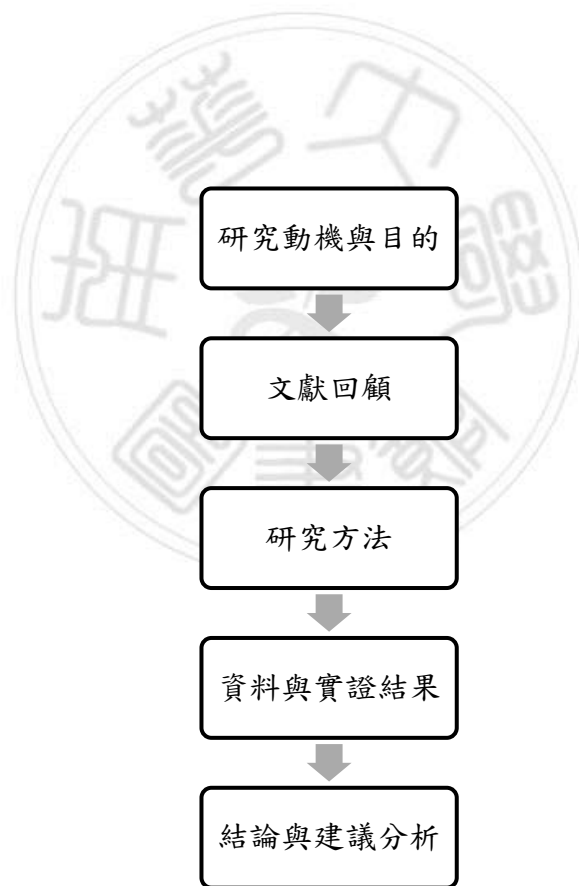 研究動機與目的
文獻回顧
研究方法
資料與實證結果
結論與建議分析